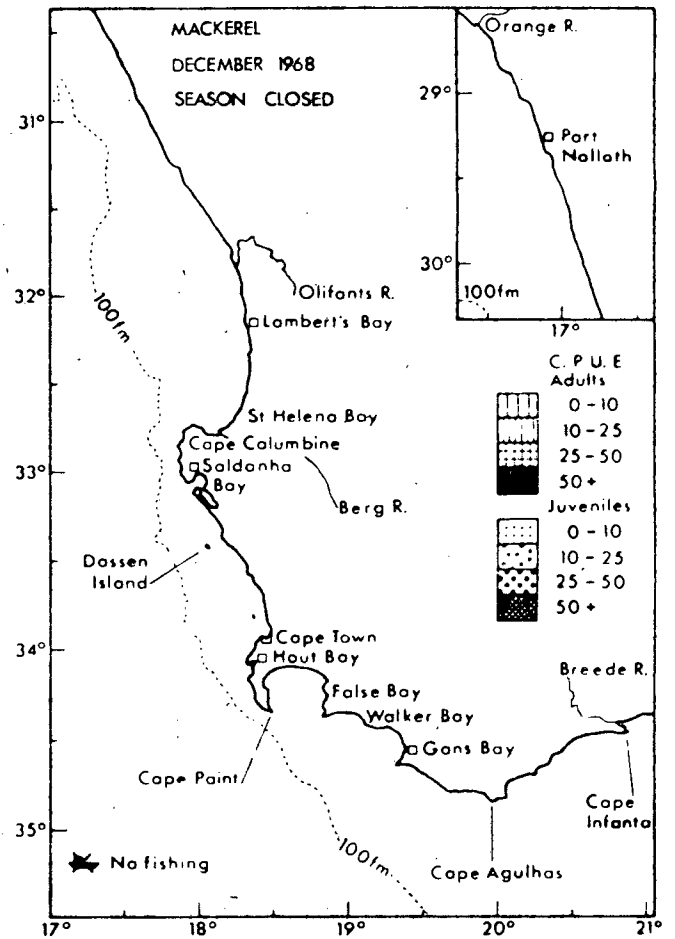 MACKEREL
DECEMBER 1968
SEASON CLOSED
Orange R.
29°
Port
Nolloth
30°
100fm
17°
31°
32°
33°
34°
35°
Olifants R.
100fm
Lambert's Bay
St Helena Bay
Cape Columbine
Saldanha
Bay
Berg R.
Dassen
Island
Cape Town
Hout Bay
False Bay
Walker Bay
Gans Bay
Breede R.
Cape Point
Cape
Infanta
Cape Agulhas
100fm
No fishing
C. P. U. E
Adults
0-10
10-25
25-50
50+
Juveniles
0-10
10-25
25-50
50+
17°
18°
19°
20°
21°